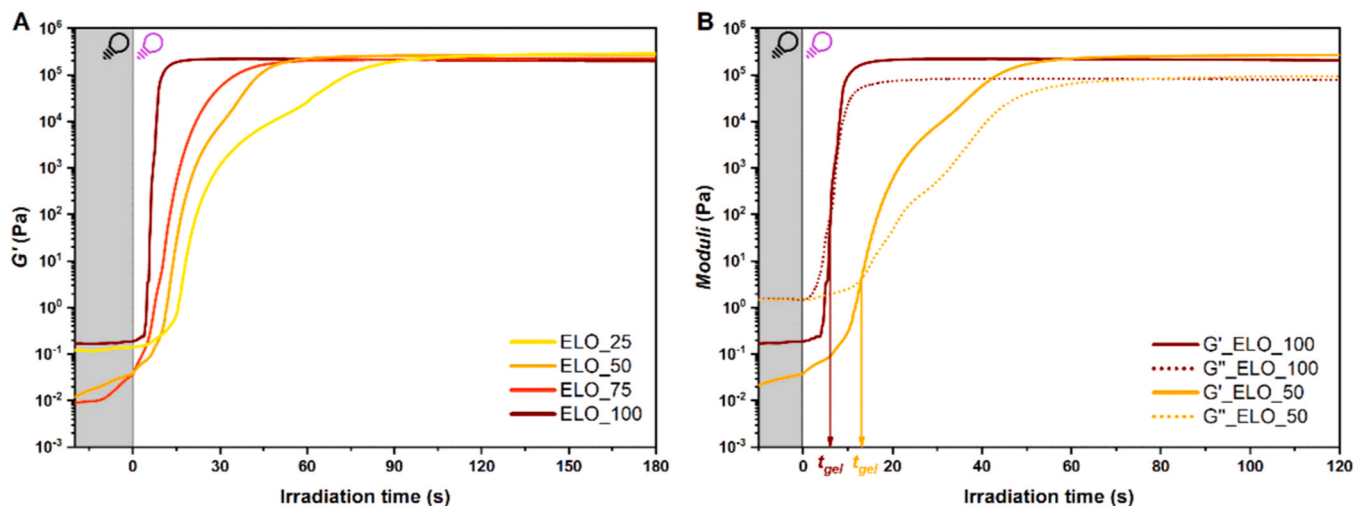 A
G' (Pa)
10^6
10^5
10^4
10^3
10^2
10^1
10^0
10^-1
10^-2
10^-3
ELO_25
ELO_50
ELO_75
ELO_100
0 30 60 90 120 150 180
Irradiation time (s)
B
Moduli (Pa)
10^6
10^5
10^4
10^3
10^2
10^1
10^0
10^-1
10^-2
10^-3
G'_ELO_100
G"_ELO_100
G'_ELO_50
G"_ELO_50
t_gel t_gel
0 20 40 60 80 100 120
Irradiation time (s)